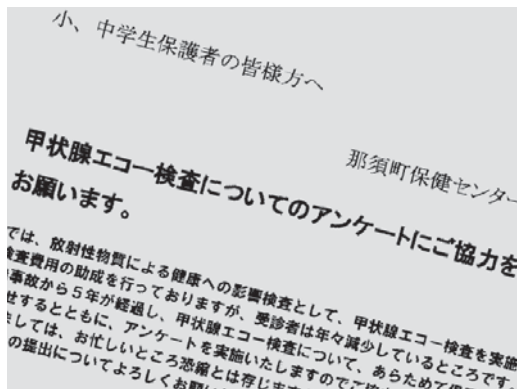 小、中学生保護者の皆様方へ
那須町保健センター
甲状腺エコー検査についてのアンケートにご協力を
お願います。
では、放射性物質による健康への影響検査として、甲状腺エコー検査を実施
検査費用の助成を行っておりますが、受診者は年々減少しているところです
事故から５年が経過し、甲状腺エコー検査について、あらためて
せするとともに、アンケートを実施いたしますのでご
ましては、お忙しいところ恐縮とは存じます
の提出についてよろしくお願い